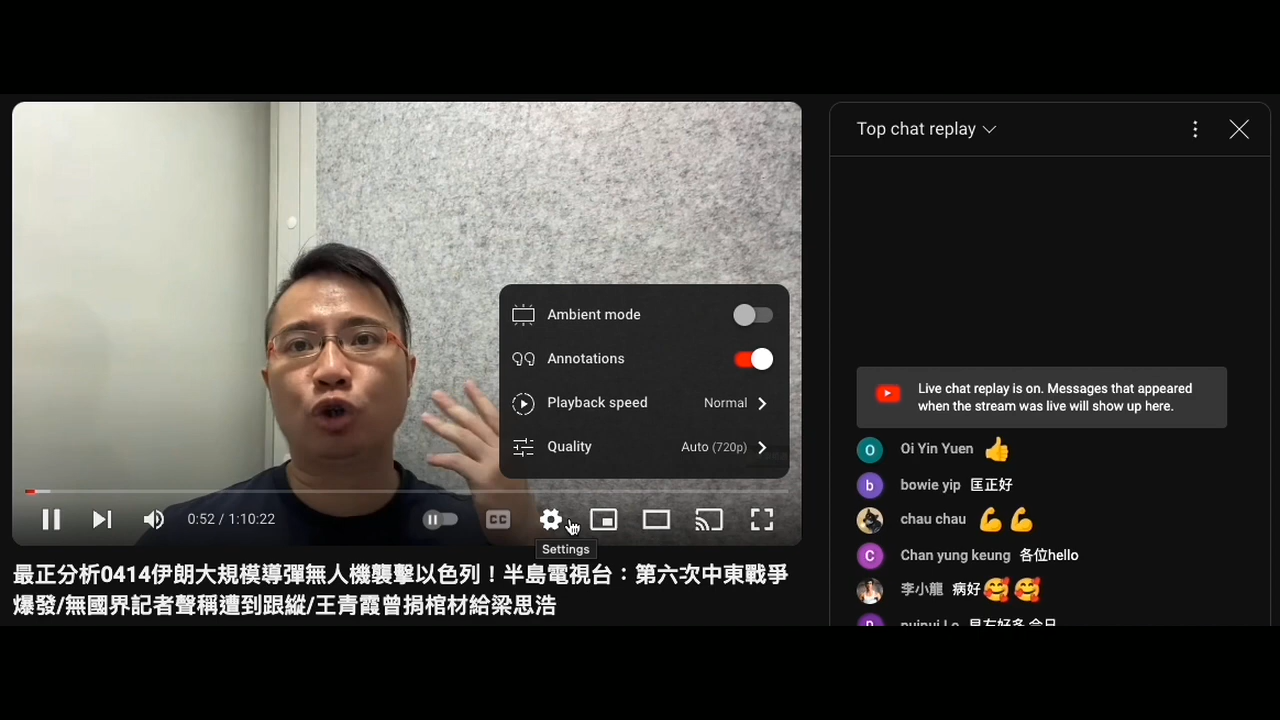 Top chat replay
Ambient mode
Annotations
Playback speed Normal
Quality Auto (720p)
0:52 / 1:10:22
CC
Settings
最正分析0414伊朗大規模導彈無人機襲擊以色列！半島電視台：第六次中東戰爭
爆發/無國界記者聲稱遭到跟縱/王青霞曾捐棺材給梁思浩
Live chat replay is on. Messages that appeared
when the stream was live will show up here.
O Oi Yin Yuen
b bowie yip 匡正好
chau chau
C Chan yung keung 各位hello
李小龍 病好